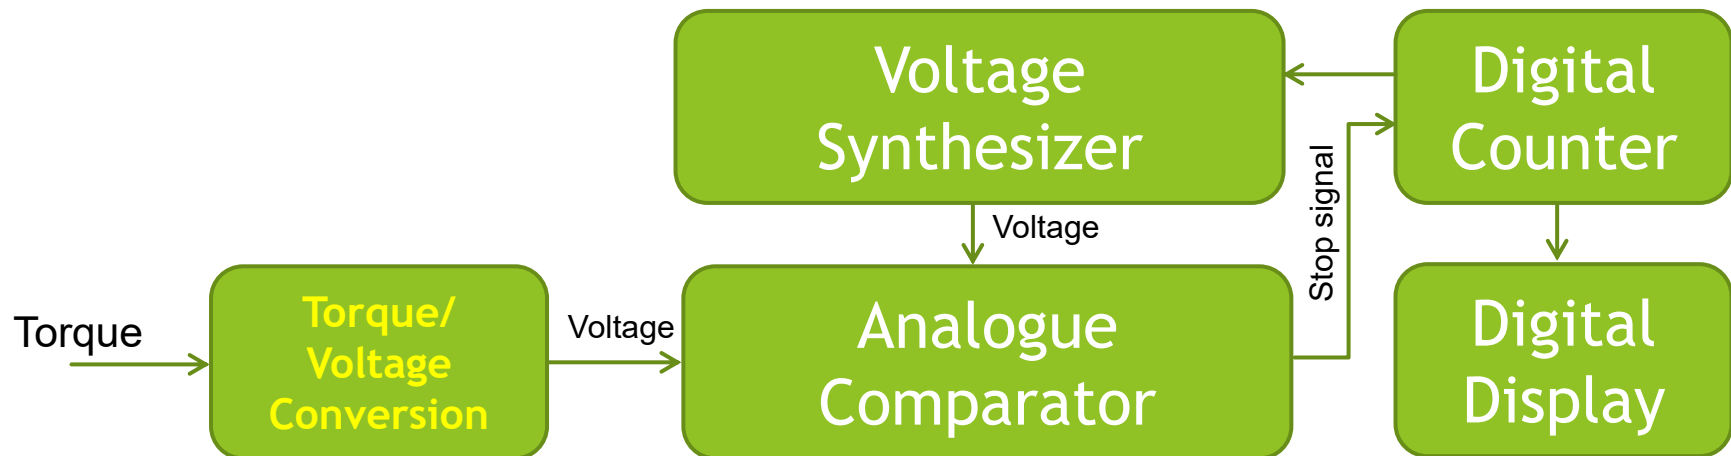 Voltage
Synthesizer
Digital
Counter
Voltage
Stop signal
Torque
Torque/
Voltage
Conversion
Voltage
Analogue
Comparator
Digital
Display